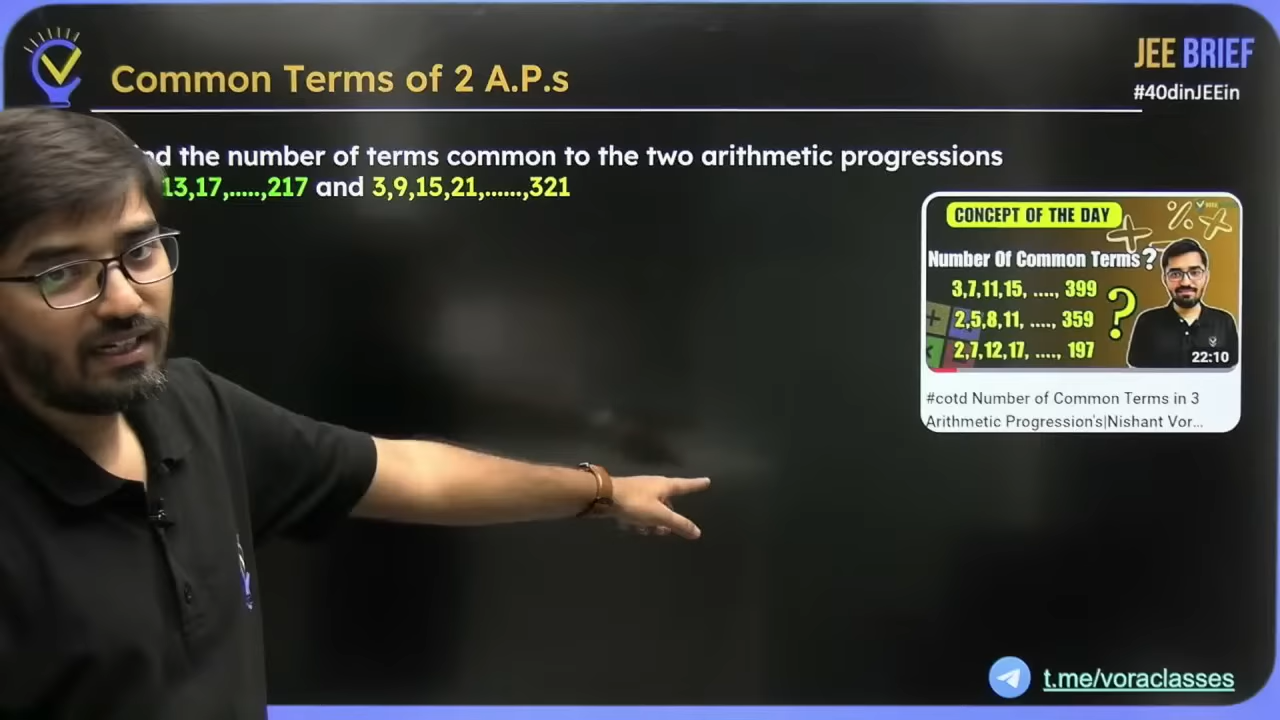 Common Terms of 2 A.P.s
JEE BRIEF
#40dinJEEin
the number of terms common to the two arithmetic progressions
13,17,.....,217 and 3,9,15,21,......,321
CONCEPT OF THE DAY
Number Of Common Terms ?
3,7,11,15, ...., 399
2,5,8,11, ...., 359
2,7,12,17, ...., 197
?
22:10
#cotd Number of Common Terms in 3
Arithmetic Progression's|Nishant Vor...
t.me/voraclasses